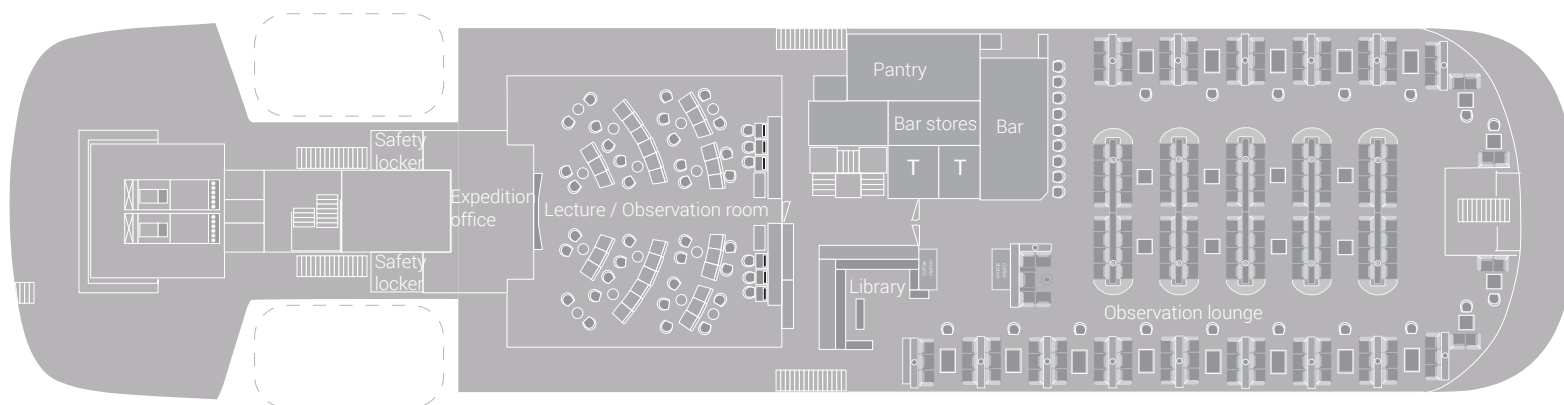 Safety
locker
Expedition
office
Safety
locker
Lecture / Observation room
Pantry
Bar stores
Bar
T
T
Library
Observation lounge